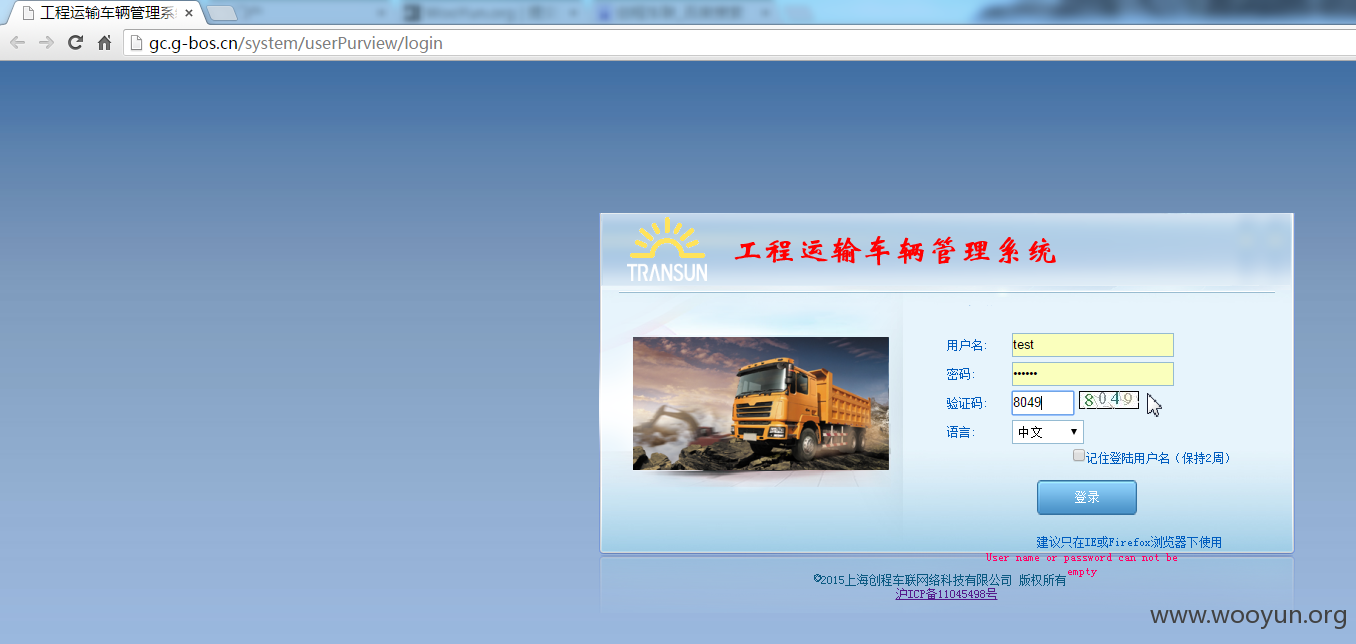 工程运输车辆管理系
gc.g-bos.cn/system/userPurview/login
TRANSUN
工程运输车辆管理系统
用户名:
test
密码:
••••••
验证码:
8049
8049
语言:
中文
记住登陆用户名（保持2周）
登录
建议只在IE或Firefox浏览器下使用
User name or password can not be
empty
©2015上海创程车联网络科技有限公司 版权所有
沪ICP备11045498号
www.wooyun.org